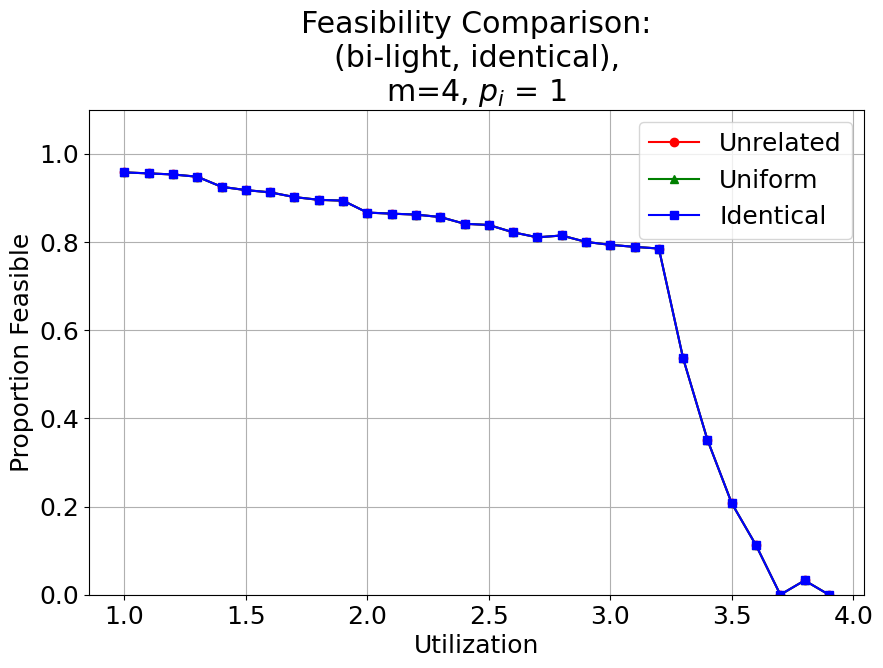 Feasibility Comparison:
(bi-light, identical),
m=4, $p_i$ = 1
Unrelated
Uniform
Identical
Proportion Feasible
1.0
0.8
0.6
0.4
0.2
0.0
1.0 1.5 2.0 2.5 3.0 3.5 4.0
Utilization